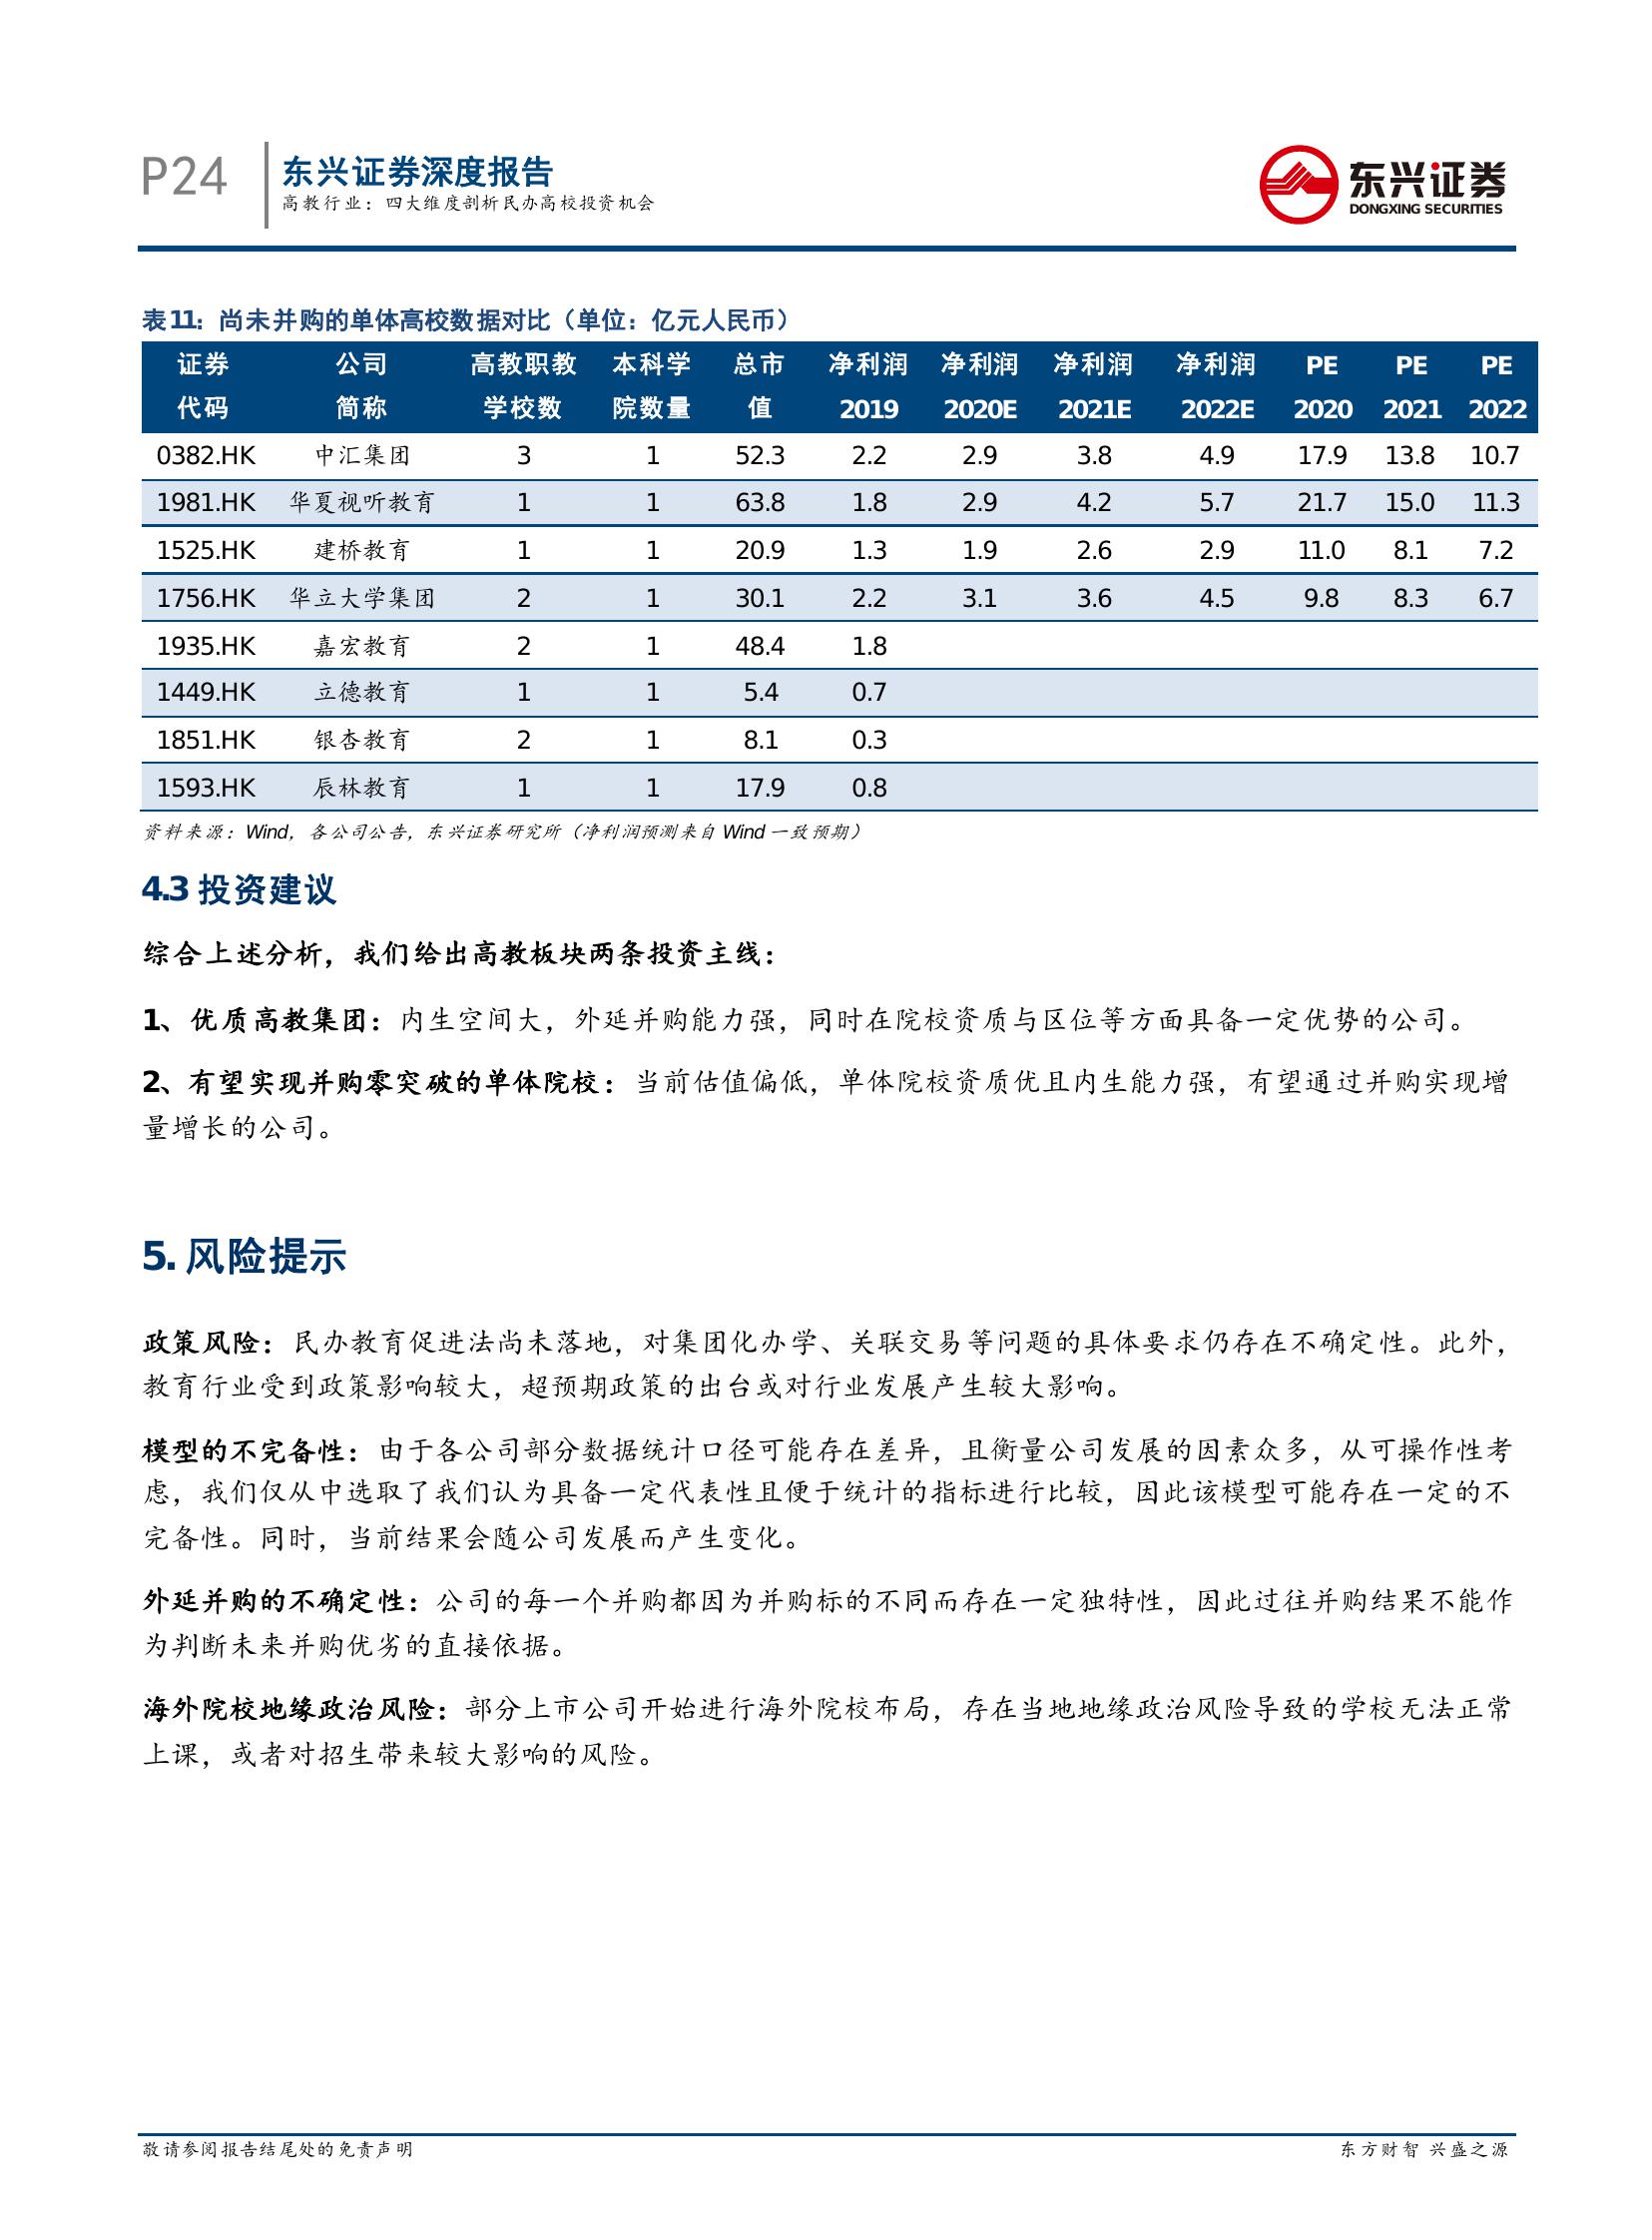 P24
东兴证券深度报告
高教行业：四大维度剖析民办高校投资机会
东兴证券
DONGXING SECURITIES
表11：尚未并购的单体高校数据对比（单位：亿元人民币）
证券 公司 高教职教 本科学 总市 净利润 净利润 净利润 净利润 PE PE PE
代码 简称 学校数 院数量 值 2019 2020E 2021E 2022E 2020 2021 2022
0382.HK 中汇集团 3 1 52.3 2.2 2.9 3.8 4.9 17.9 13.8 10.7
1981.HK 华夏视听教育 1 1 63.8 1.8 2.9 4.2 5.7 21.7 15.0 11.3
1525.HK 建桥教育 1 1 20.9 1.3 1.9 2.6 2.9 11.0 8.1 7.2
1756.HK 华立大学集团 2 1 30.1 2.2 3.1 3.6 4.5 9.8 8.3 6.7
1935.HK 嘉宏教育 2 1 48.4 1.8
1449.HK 立德教育 1 1 5.4 0.7
1851.HK 银杏教育 2 1 8.1 0.3
1593.HK 辰林教育 1 1 17.9 0.8
资料来源：Wind，各公司公告，东兴证券研究所（净利润预测来自 Wind 一致预期）
4.3 投资建议
综合上述分析，我们给出高教板块两条投资主线：
1、优质高教集团：内生空间大，外延并购能力强，同时在院校资质与区位等方面具备一定优势的公司。
2、有望实现并购零突破的单体院校：当前估值偏低，单体院校资质优且内生能力强，有望通过并购实现增
量增长的公司。
5. 风险提示
政策风险：民办教育促进法尚未落地，对集团化办学、关联交易等问题的具体要求仍存在不确定性。此外，
教育行业受到政策影响较大，超预期政策的出台或对行业发展产生较大影响。
模型的不完备性：由于各公司部分数据统计口径可能存在差异，且衡量公司发展的因素众多，从可操作性考
虑，我们仅从中选取了我们认为具备一定代表性且便于统计的指标进行比较，因此该模型可能存在一定的不
完备性。同时，当前结果会随公司发展而产生变化。
外延并购的不确定性：公司的每一个并购都因为并购标的不同而存在一定独特性，因此过往并购结果不能作
为判断未来并购优劣的直接依据。
海外院校地缘政治风险：部分上市公司开始进行海外院校布局，存在当地地缘政治风险导致的学校无法正常
上课，或者对招生带来较大影响的风险。
敬请参阅报告结尾处的免责声明 东方财智 兴盛之源